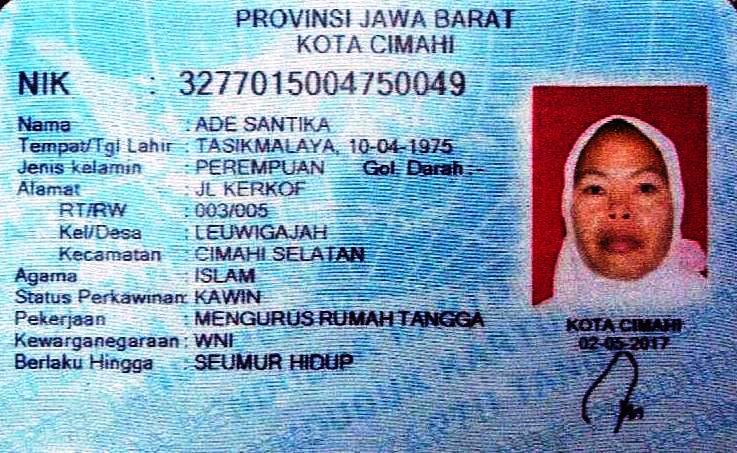 PROVINSI JAWA BARAT
KOTA CIMAHI
NIK : 3277015004750049
Nama : ADE SANTIKA
Tempat/Tgl Lahir : TASIKMALAYA, 10-04-1975
Jenis kelamin : PEREMPUAN Gol. Darah :-
Alamat : JL KERKOF
RT/RW : 003/005
Kel/Desa : LEUWIGAJAH
Kecamatan : CIMAHI SELATAN
Agama : ISLAM
Status Perkawinan: KAWIN
Pekerjaan : MENGURUS RUMAH TANGGA
Kewarganegaraan : WNI
Berlaku Hingga : SEUMUR HIDUP
KOTA CIMAHI
02-05-2017